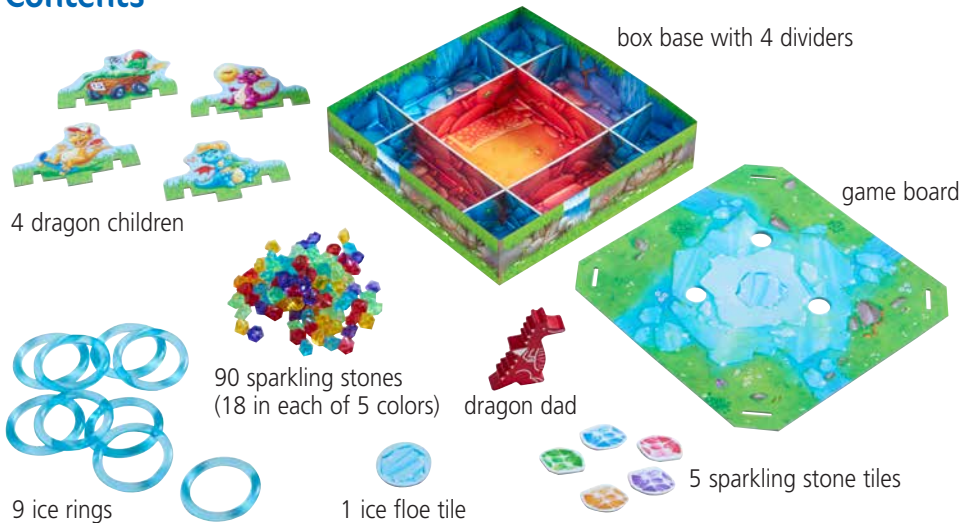 Contents
box base with 4 dividers
game board
4 dragon children
90 sparkling stones
(18 in each of 5 colors)
dragon dad
9 ice rings
1 ice floe tile
5 sparkling stone tiles